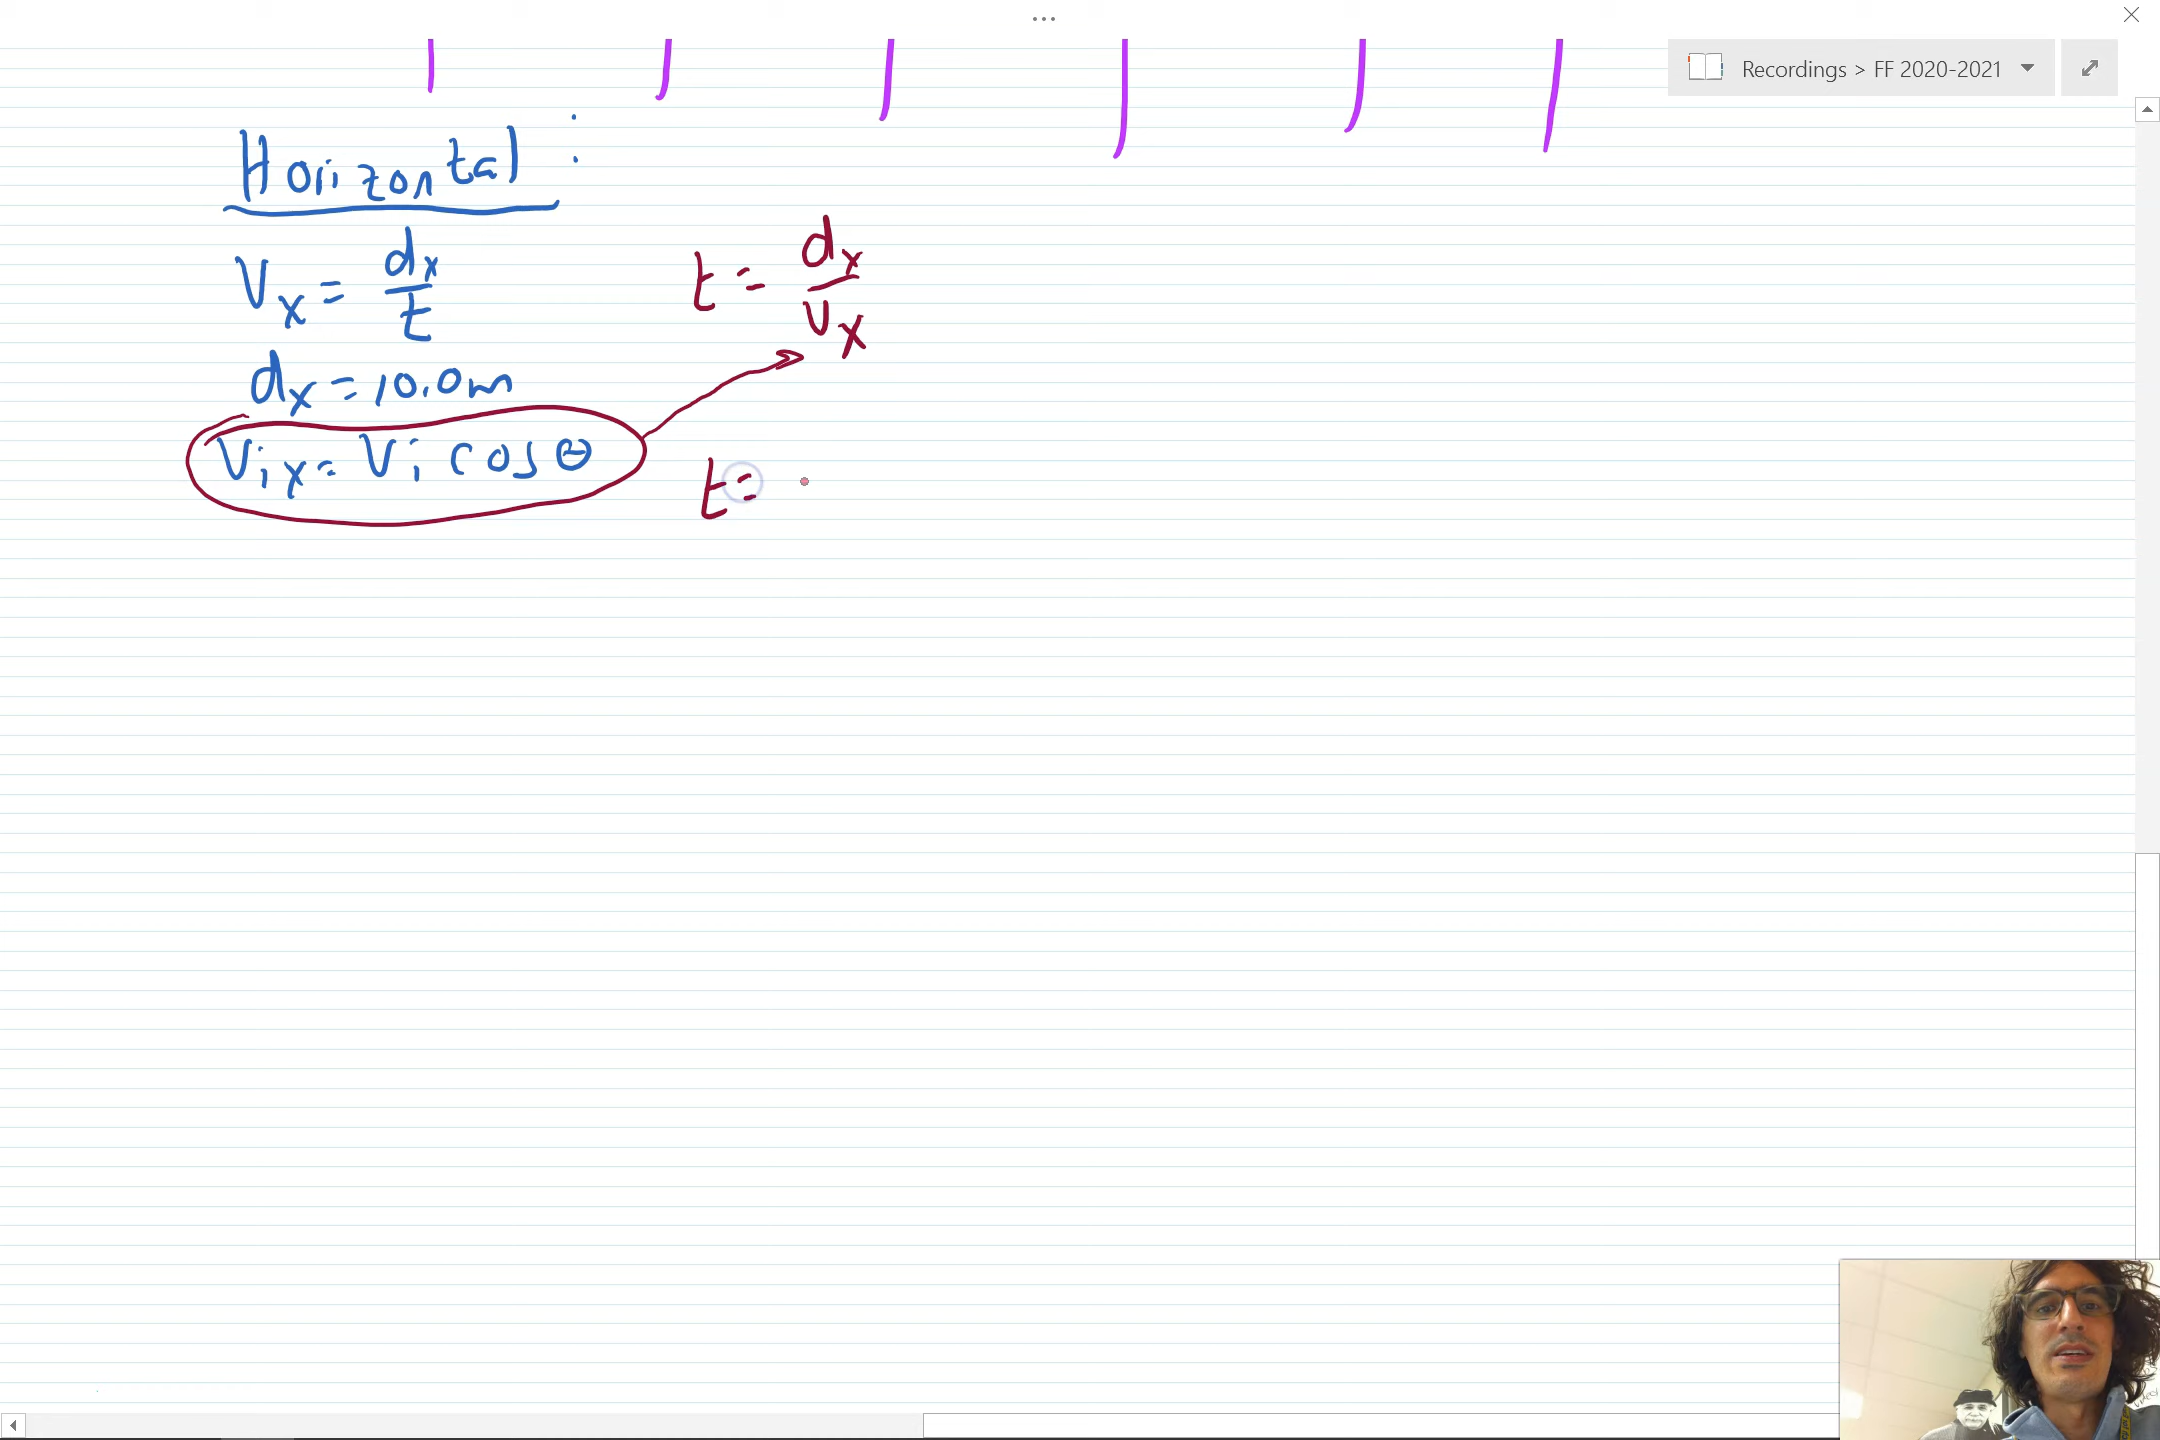 Recordings > FF 2020-2021
Horizontal :
Vx = dx/t
t = dx/vx
dx = 10.0m
Vix = Vi cos θ
t =